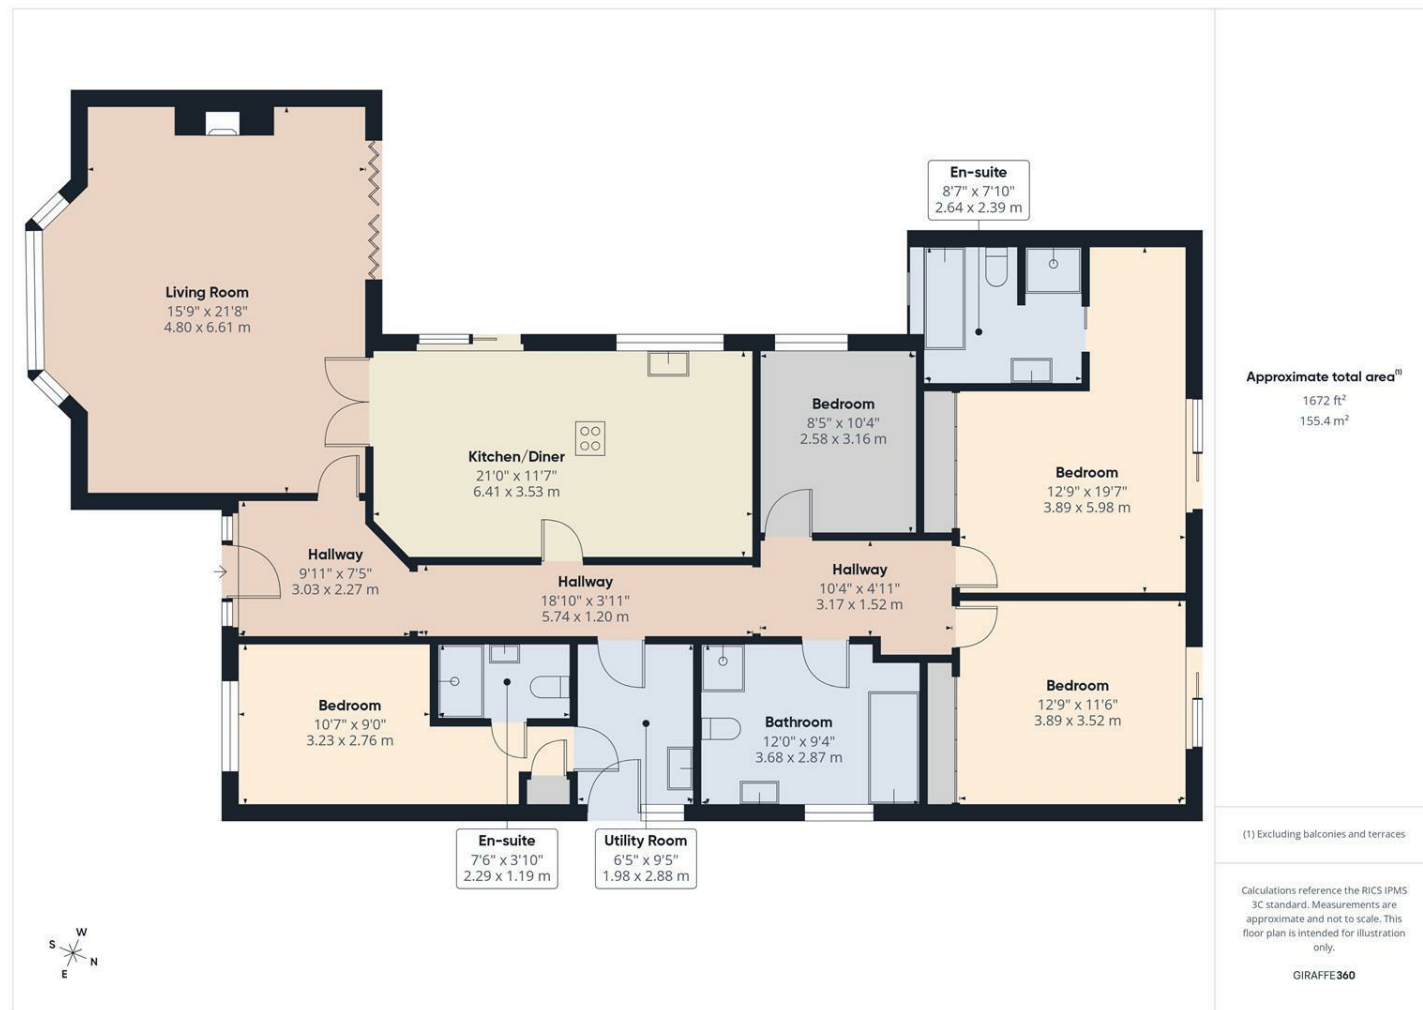 En-suite
8'7" x 7'10"
2.64 x 2.39 m
Living Room
15'9" x 21'8"
4.80 x 6.61 m
Approximate total area(1)
1672 ft²
155.4 m²
Bedroom
8'5" x 10'4"
2.58 x 3.16 m
Kitchen/Diner
21'0" x 11'7"
6.41 x 3.53 m
Bedroom
12'9" x 19'7"
3.89 x 5.98 m
Hallway
9'11" x 7'5"
3.03 x 2.27 m
Hallway
18'10" x 3'11"
5.74 x 1.20 m
Hallway
10'4" x 4'11"
3.17 x 1.52 m
Bedroom
10'7" x 9'0"
3.23 x 2.76 m
Bathroom
12'0" x 9'4"
3.68 x 2.87 m
Bedroom
12'9" x 11'6"
3.89 x 3.52 m
En-suite
7'6" x 3'10"
2.29 x 1.19 m
Utility Room
6'5" x 9'5"
1.98 x 2.88 m
(1) Excluding balconies and terraces
Calculations reference the RICS IPMS
3C standard. Measurements are
approximate and not to scale. This
floor plan is intended for illustration
only.
GIRAFFE360
W
S
N
E